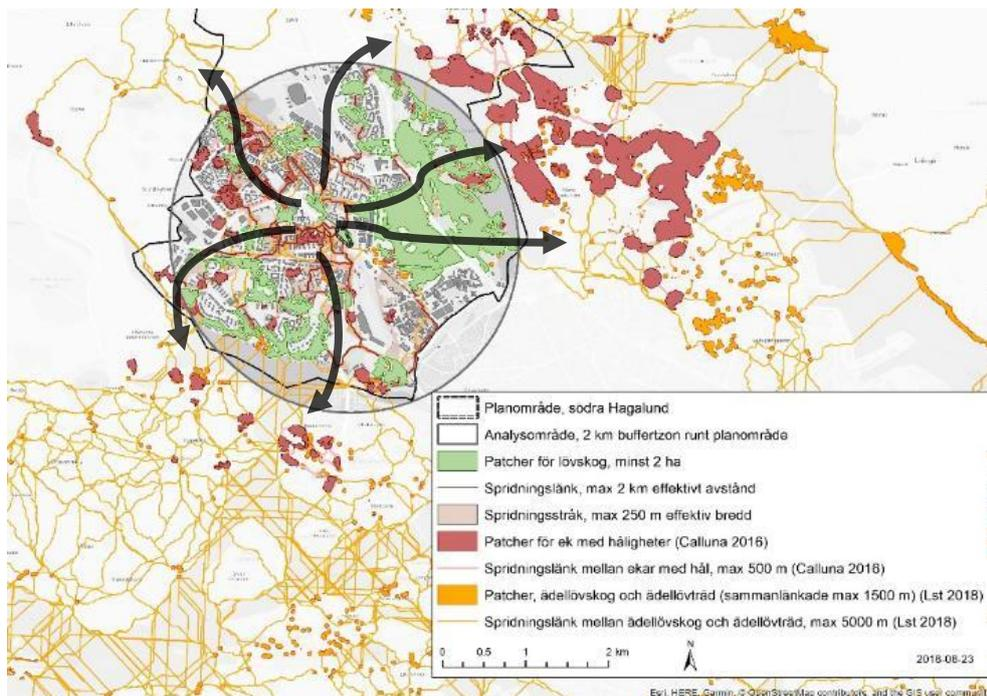 Planområde, södra Hagalund
Analysområde, 2 km buffertzon runt planområde
Patcher för lövskog, minst 2 ha
Spridningslänk, max 2 km effektivt avstånd
Spridningsstråk, max 250 m effektiv bredd
Patcher för ek med håligheter (Calluna 2016)
Spridningslänk mellan ekar med hål, max 500 m (Calluna 2016)
Patcher, ädellövskog och ädellövträd (sammanlänkade max 1500 m) (Lst 2018)
Spridningslänk mellan ädellövskog och ädellövträd, max 5000 m (Lst 2018)
0 0,5 1 2 km
N
2018-08-23
Esri, HERE, Garmin, © OpenStreetMap contributors, and the GIS user communit